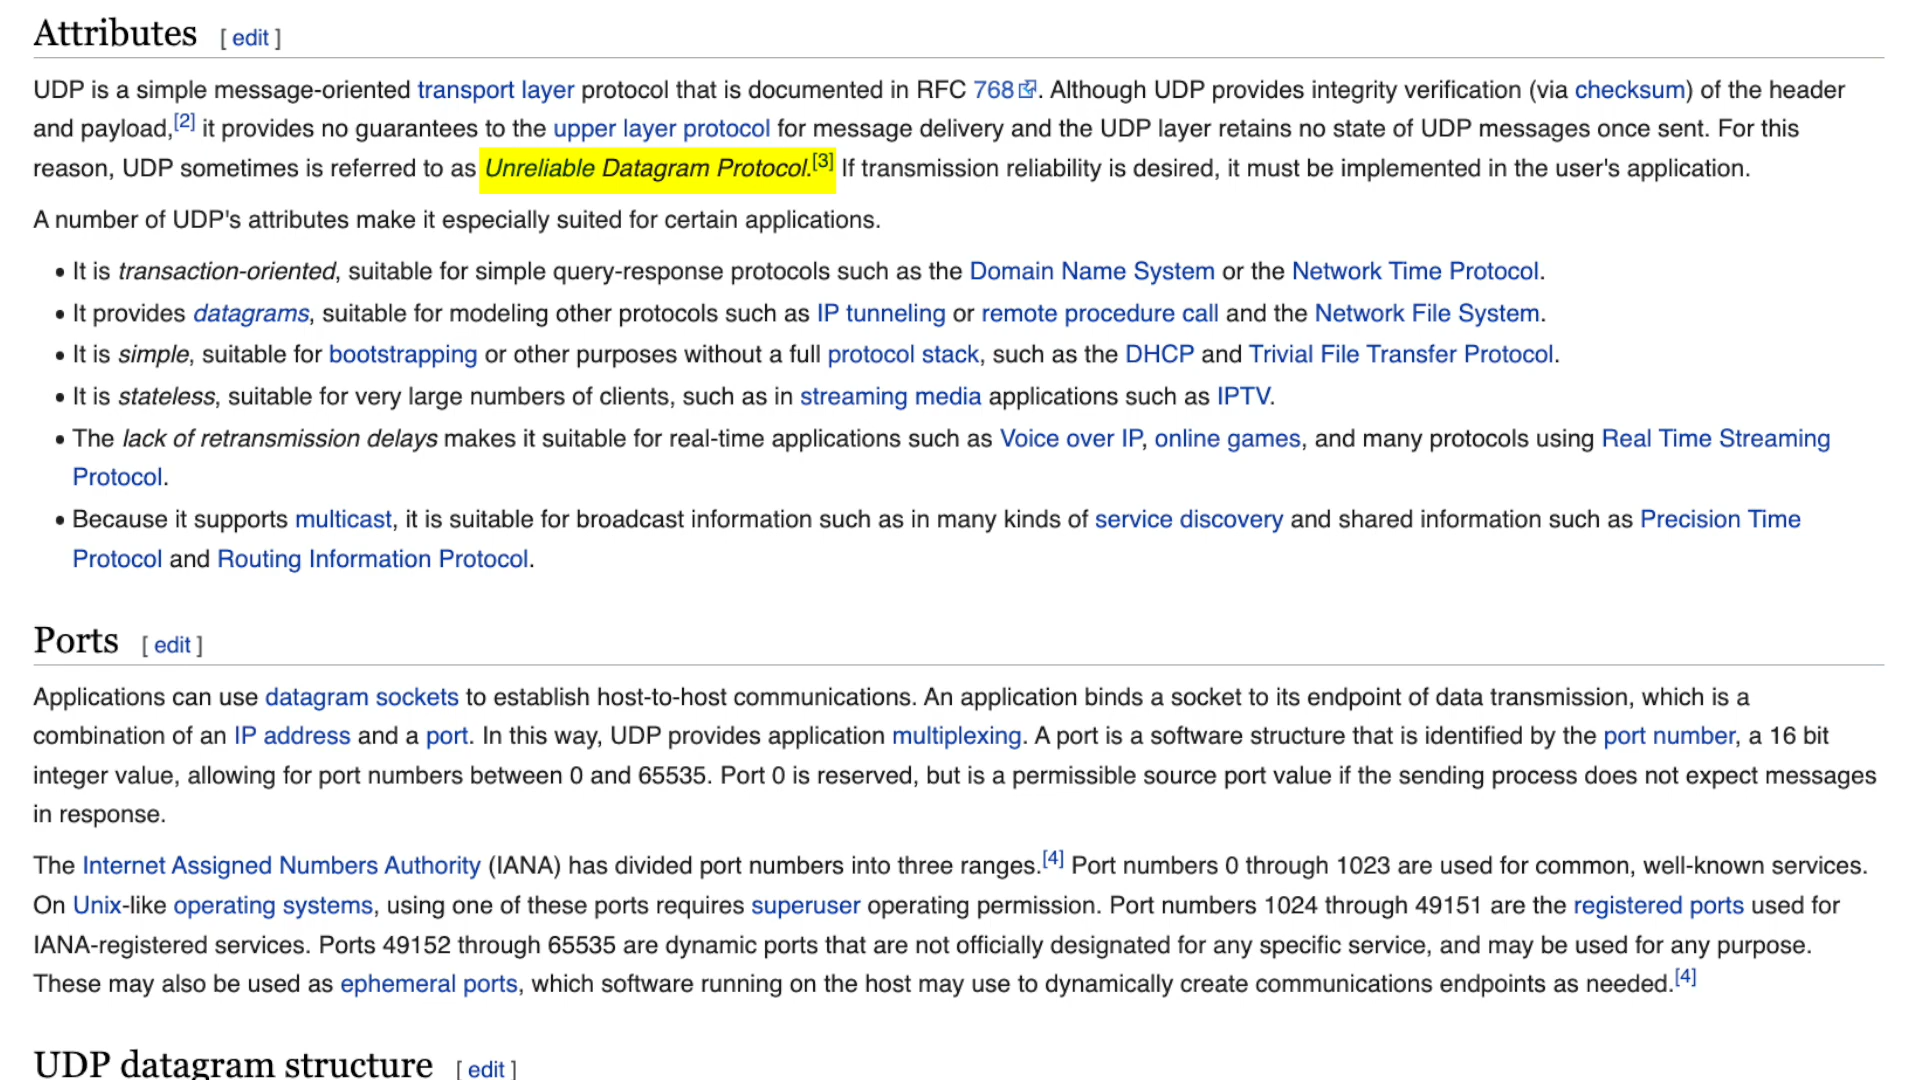 Attributes [ edit ]
UDP is a simple message-oriented transport layer protocol that is documented in RFC 768. Although UDP provides integrity verification (via checksum) of the header
and payload,[2] it provides no guarantees to the upper layer protocol for message delivery and the UDP layer retains no state of UDP messages once sent. For this
reason, UDP sometimes is referred to as Unreliable Datagram Protocol.[3] If transmission reliability is desired, it must be implemented in the user's application.
A number of UDP's attributes make it especially suited for certain applications.
• It is transaction-oriented, suitable for simple query-response protocols such as the Domain Name System or the Network Time Protocol.
• It provides datagrams, suitable for modeling other protocols such as IP tunneling or remote procedure call and the Network File System.
• It is simple, suitable for bootstrapping or other purposes without a full protocol stack, such as the DHCP and Trivial File Transfer Protocol.
• It is stateless, suitable for very large numbers of clients, such as in streaming media applications such as IPTV.
• The lack of retransmission delays makes it suitable for real-time applications such as Voice over IP, online games, and many protocols using Real Time Streaming
Protocol.
• Because it supports multicast, it is suitable for broadcast information such as in many kinds of service discovery and shared information such as Precision Time
Protocol and Routing Information Protocol.
Ports [ edit ]
Applications can use datagram sockets to establish host-to-host communications. An application binds a socket to its endpoint of data transmission, which is a
combination of an IP address and a port. In this way, UDP provides application multiplexing. A port is a software structure that is identified by the port number, a 16 bit
integer value, allowing for port numbers between 0 and 65535. Port 0 is reserved, but is a permissible source port value if the sending process does not expect messages
in response.
The Internet Assigned Numbers Authority (IANA) has divided port numbers into three ranges.[4] Port numbers 0 through 1023 are used for common, well-known services.
On Unix-like operating systems, using one of these ports requires superuser operating permission. Port numbers 1024 through 49151 are the registered ports used for
IANA-registered services. Ports 49152 through 65535 are dynamic ports that are not officially designated for any specific service, and may be used for any purpose.
These may also be used as ephemeral ports, which software running on the host may use to dynamically create communications endpoints as needed.[4]
UDP datagram structure [ edit ]